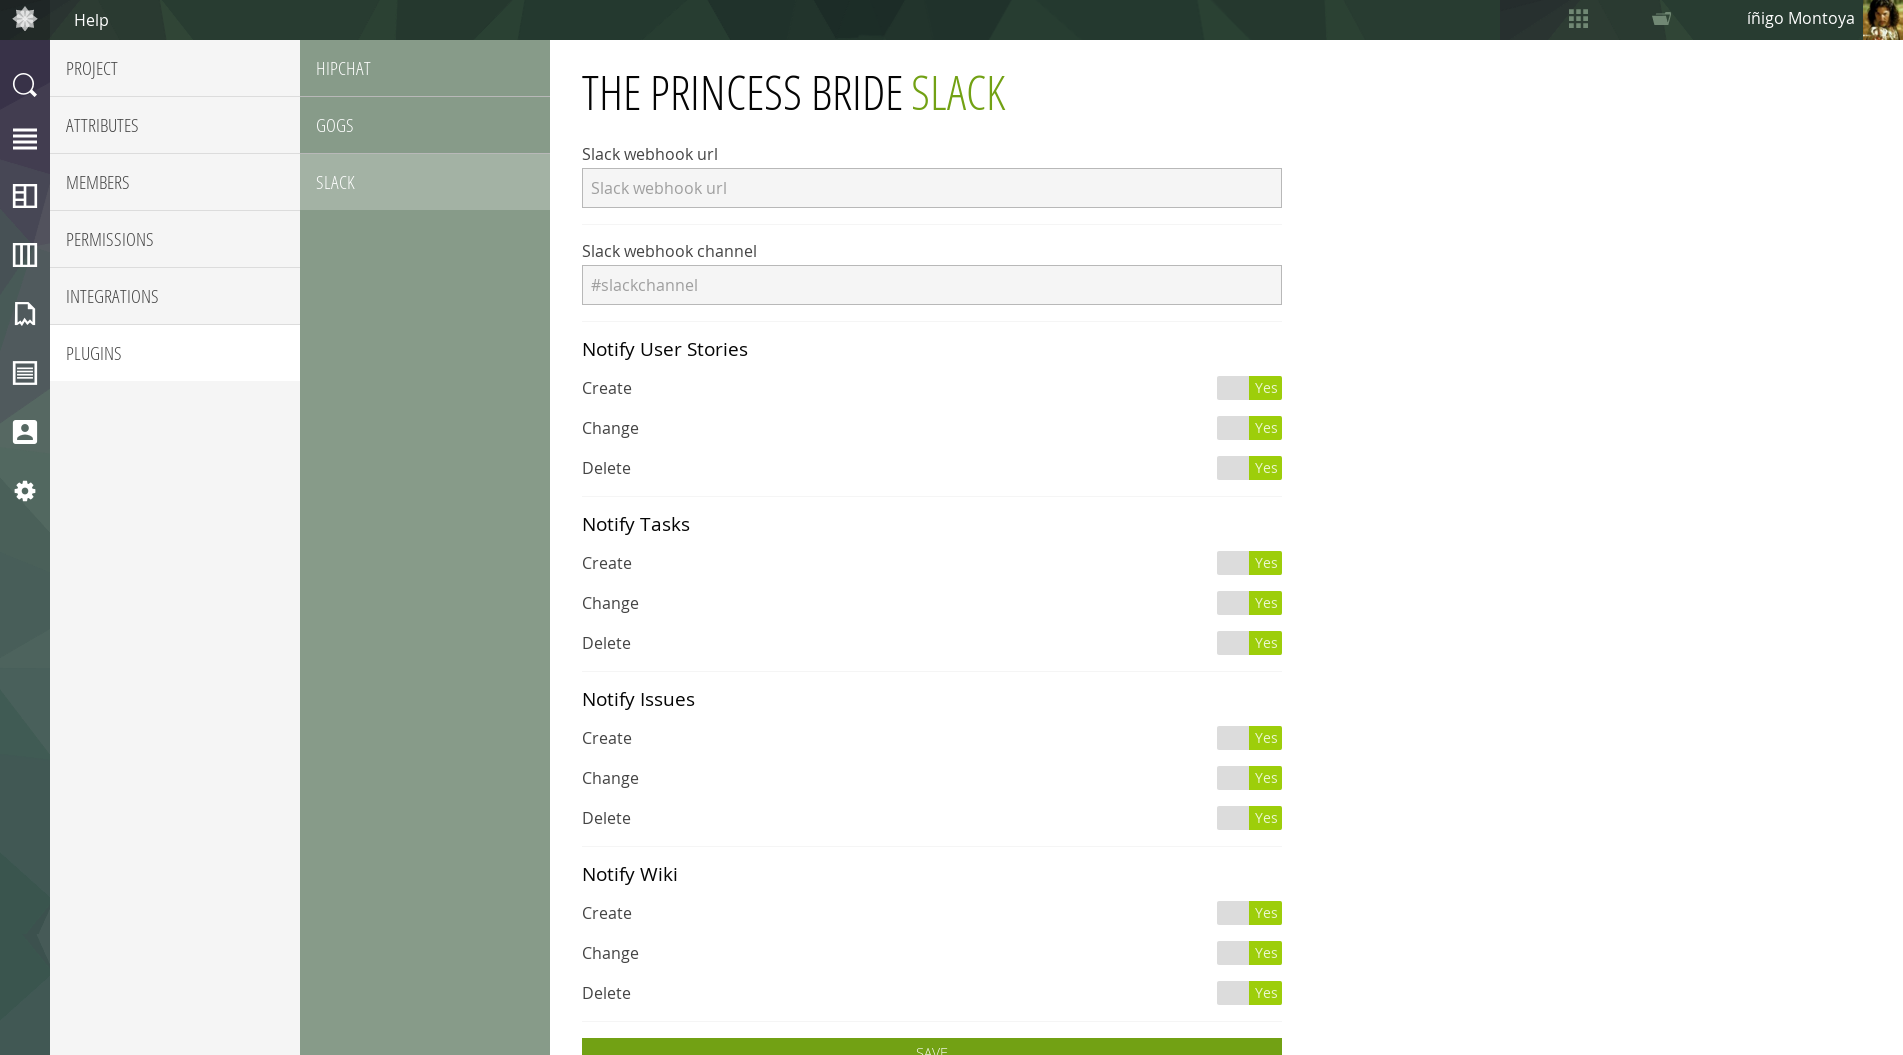 Help
íñigo Montoya
PROJECT
ATTRIBUTES
MEMBERS
PERMISSIONS
INTEGRATIONS
PLUGINS
HIPCHAT
GOGS
SLACK
THE PRINCESS BRIDE SLACK
Slack webhook url
Slack webhook url
Slack webhook channel
#slackchannel
Notify User Stories
Create Yes
Change Yes
Delete Yes
Notify Tasks
Create Yes
Change Yes
Delete Yes
Notify Issues
Create Yes
Change Yes
Delete Yes
Notify Wiki
Create Yes
Change Yes
Delete Yes
SAVE